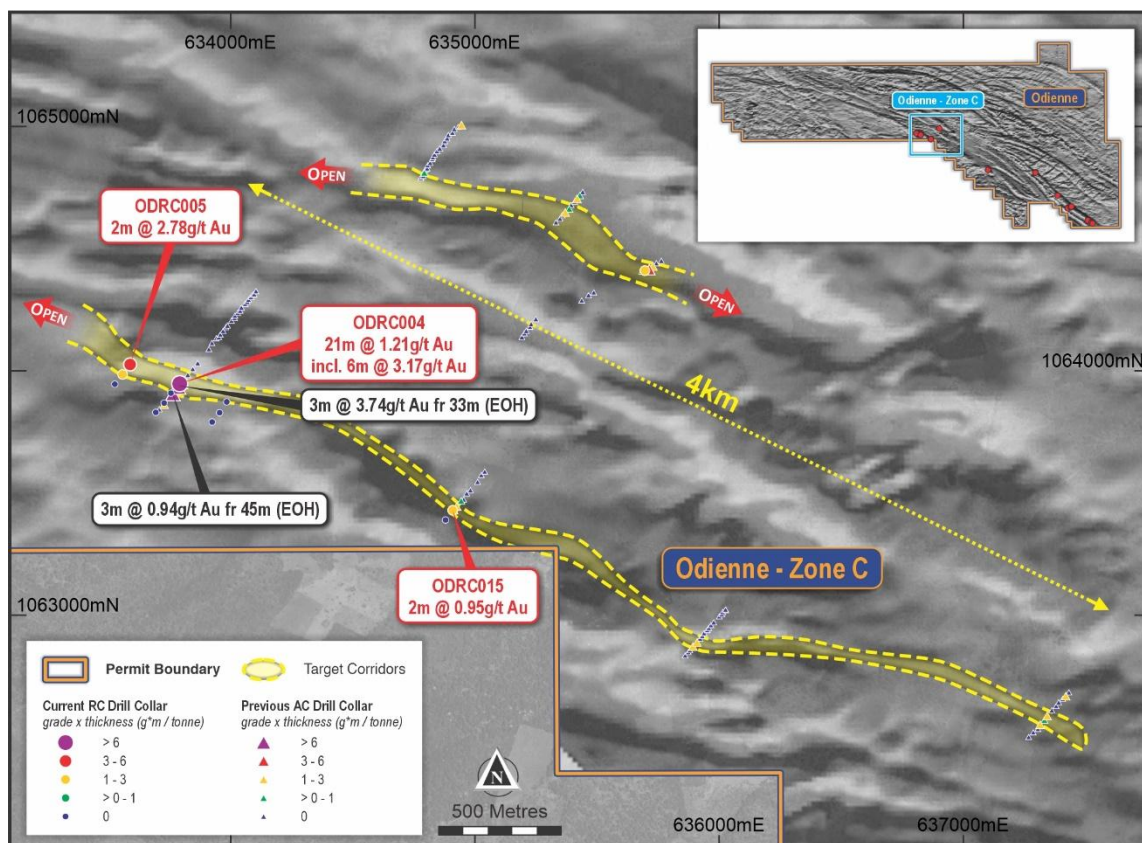 634000mE
635000mE
1065000mN
Odienne - Zone C
Odienne
OPEN
ODRC005
2m @ 2.78g/t Au
OPEN
OPEN
ODRC004
21m @ 1.21g/t Au
incl. 6m @ 3.17g/t Au
1064000mN
4km
3m @ 3.74g/t Au fr 33m (EOH)
3m @ 0.94g/t Au fr 45m (EOH)
Odienne - Zone C
ODRC015
2m @ 0.95g/t Au
1063000mN
Permit Boundary
Target Corridors
Current RC Drill Collar
grade x thickness (g*m / tonne)
> 6
3 - 6
1 - 3
> 0 - 1
0
Previous AC Drill Collar
grade x thickness (g*m / tonne)
> 6
3 - 6
1 - 3
> 0 - 1
0
N
500 Metres
636000mE
637000mE